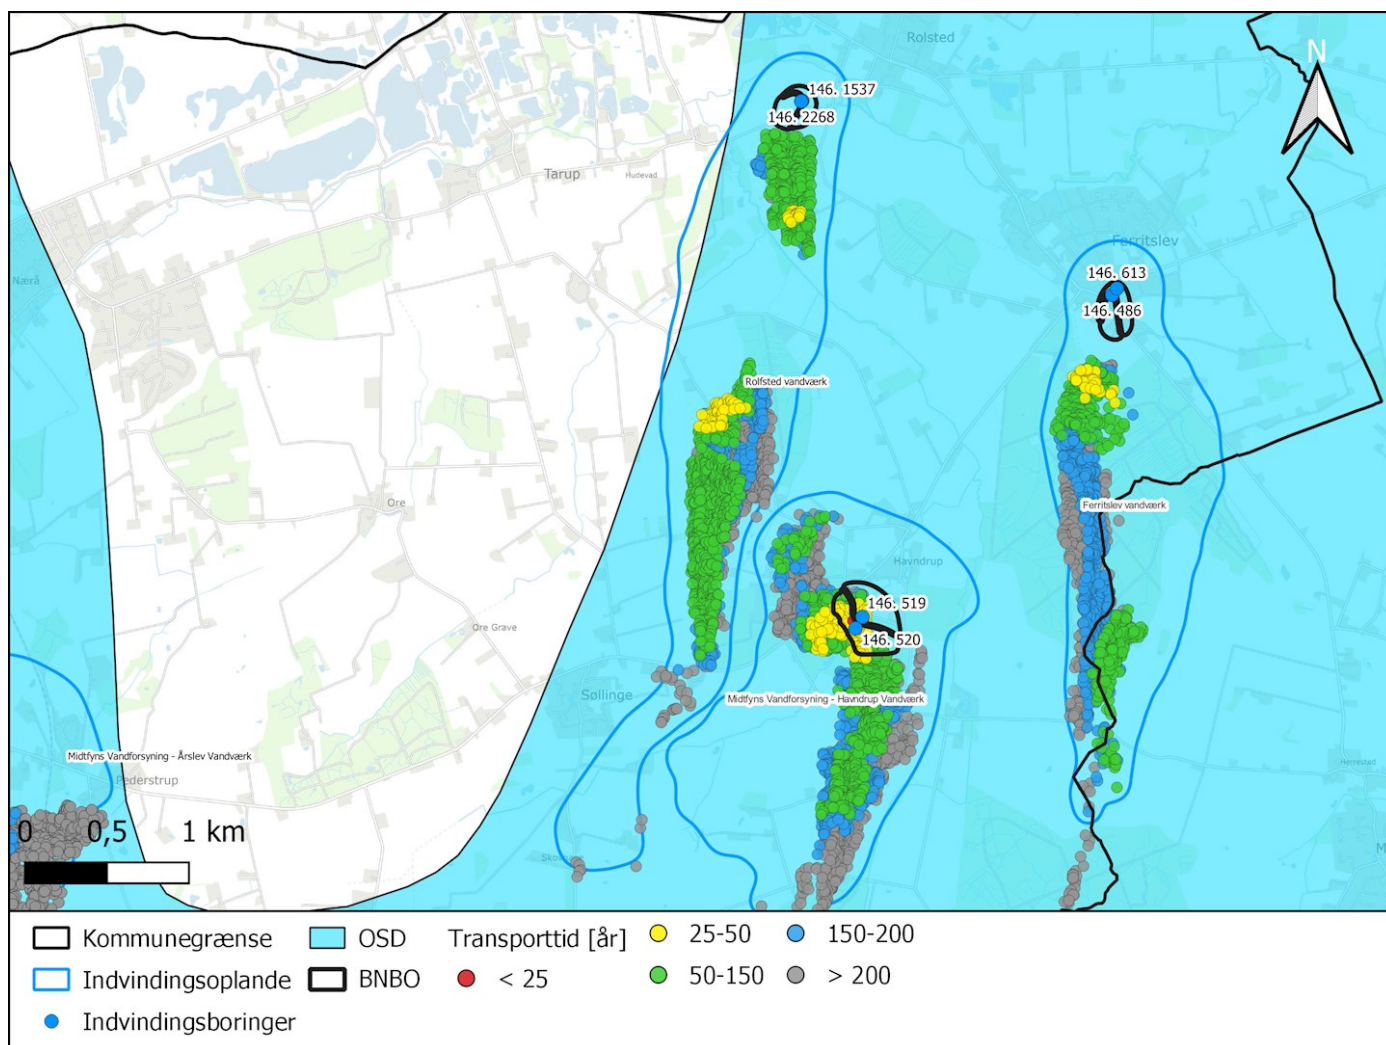 Rolsted
N
146. 1537
146. 2268
Tarup
Hudevad
Ferritslev
146. 613
Nærå
146. 486
Rolfsted vandværk
Ore
Ferritslev vandværk
Havndrup
146. 519
Ore Grave
146. 520
Søllinge
Midtfyns Vandforsyning - Havndrup Vandværk
Midtfyns Vandforsyning - Årslev Vandværk
Herrested
Pederstrup
0 0,5 1 km
M
Kommunegrænse
OSD
Transporttid [år]
25-50
150-200
Indvindingsoplande
BNBO
< 25
50-150
> 200
Indvindingsboringer